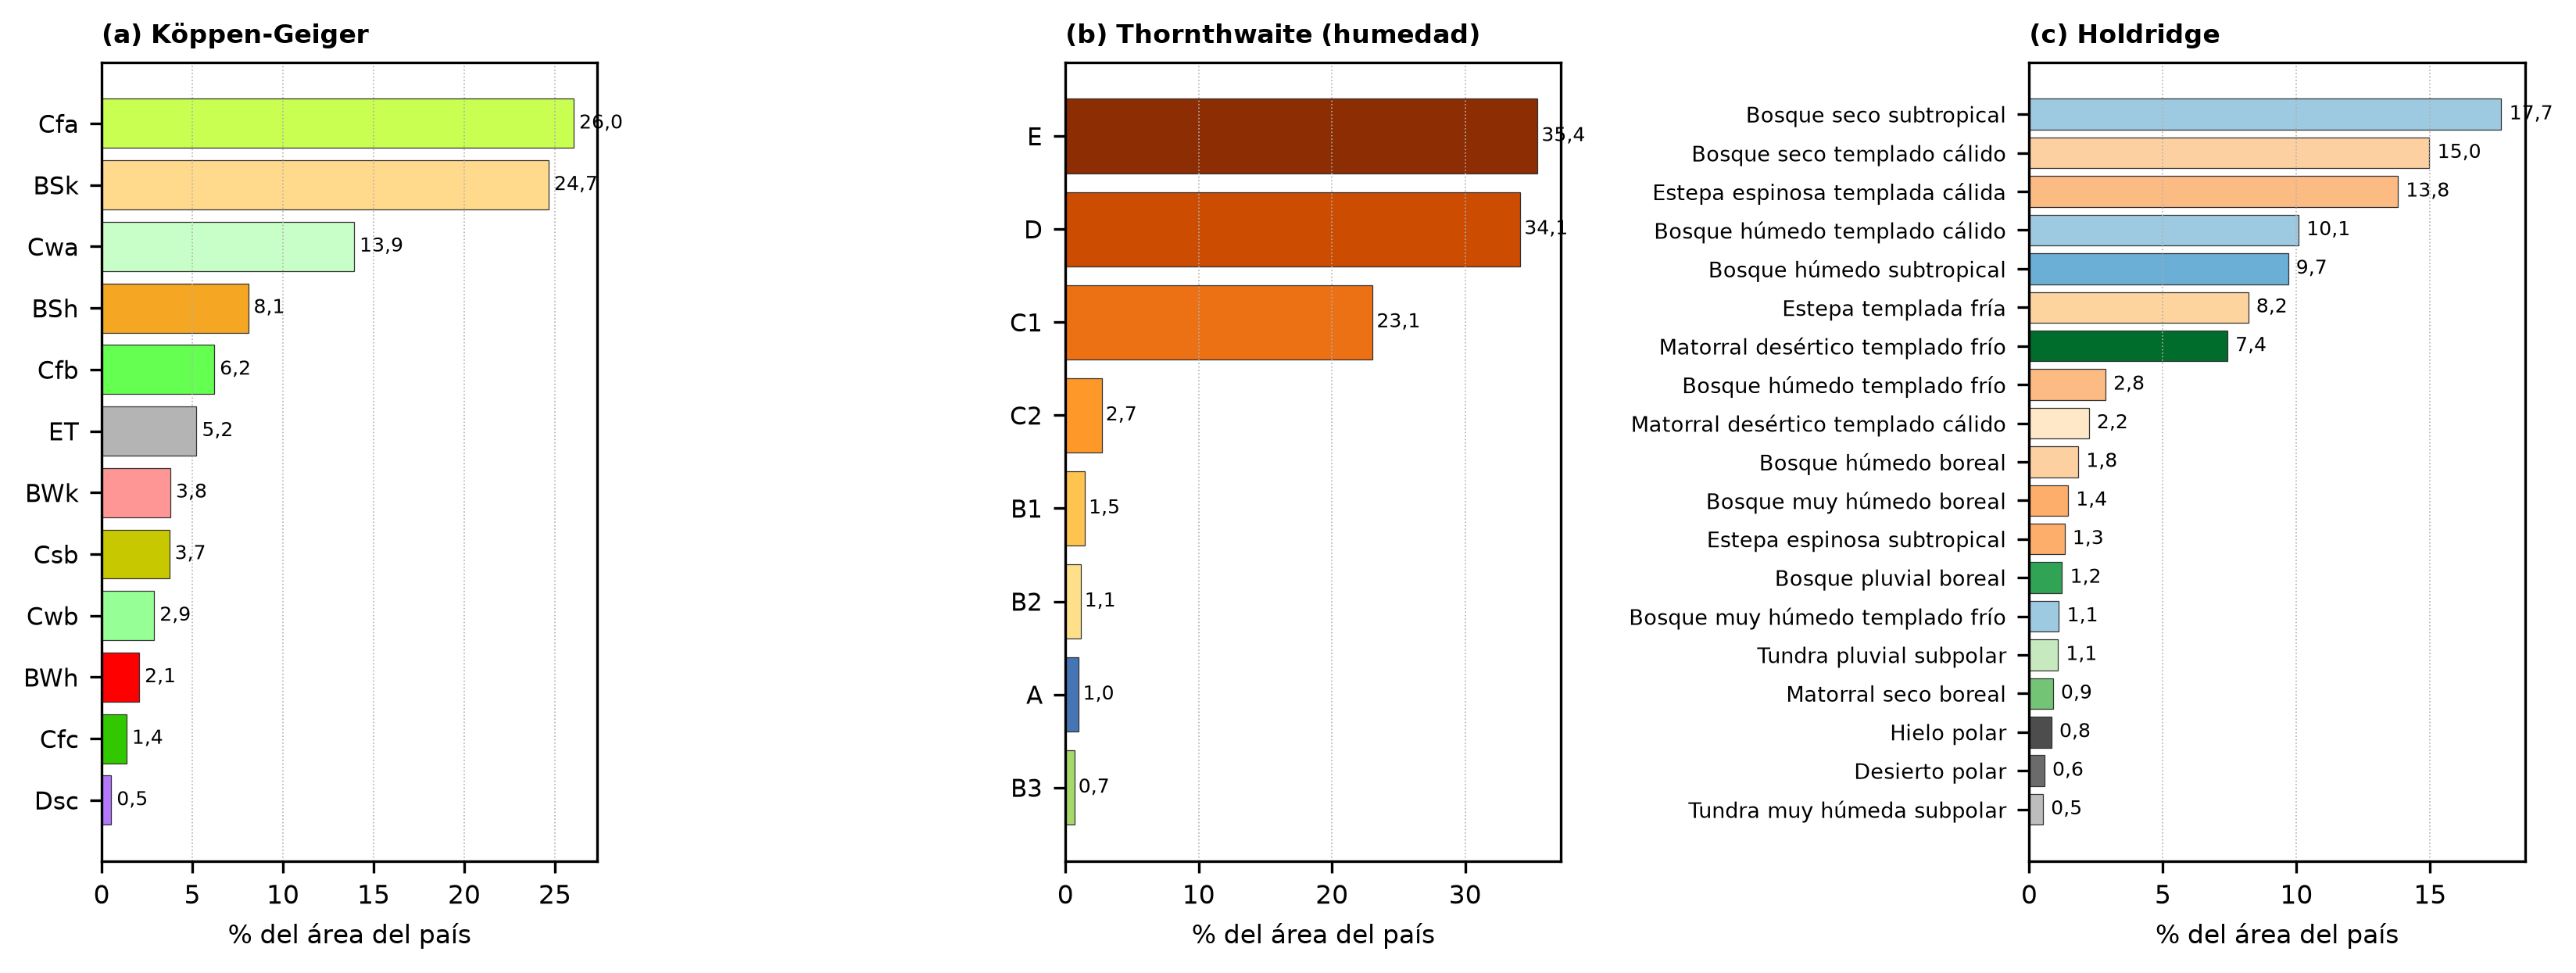 (a) Köppen-Geiger
Cfa 26,0
BSk 24,7
Cwa 13,9
BSh 8,1
Cfb 6,2
ET 5,2
BWk 3,8
Csb 3,7
Cwb 2,9
BWh 2,1
Cfc 1,4
Dsc 0,5
0 5 10 15 20 25
% del área del país
(b) Thornthwaite (humedad)
E 35,4
D 34,1
C1 23,1
C2 2,7
B1 1,5
B2 1,1
A 1,0
B3 0,7
0 10 20 30
% del área del país
(c) Holdridge
Bosque seco subtropical 17,7
Bosque seco templado cálido 15,0
Estepa espinosa templada cálida 13,8
Bosque húmedo templado cálido 10,1
Bosque húmedo subtropical 9,7
Estepa templada fría 8,2
Matorral desértico templado frío 7,4
Bosque húmedo templado frío 2,8
Matorral desértico templado cálido 2,2
Bosque húmedo boreal 1,8
Bosque muy húmedo boreal 1,4
Estepa espinosa subtropical 1,3
Bosque pluvial boreal 1,2
Bosque muy húmedo templado frío 1,1
Tundra pluvial subpolar 1,1
Matorral seco boreal 0,9
Hielo polar 0,8
Desierto polar 0,6
Tundra muy húmeda subpolar 0,5
0 5 10 15
% del área del país